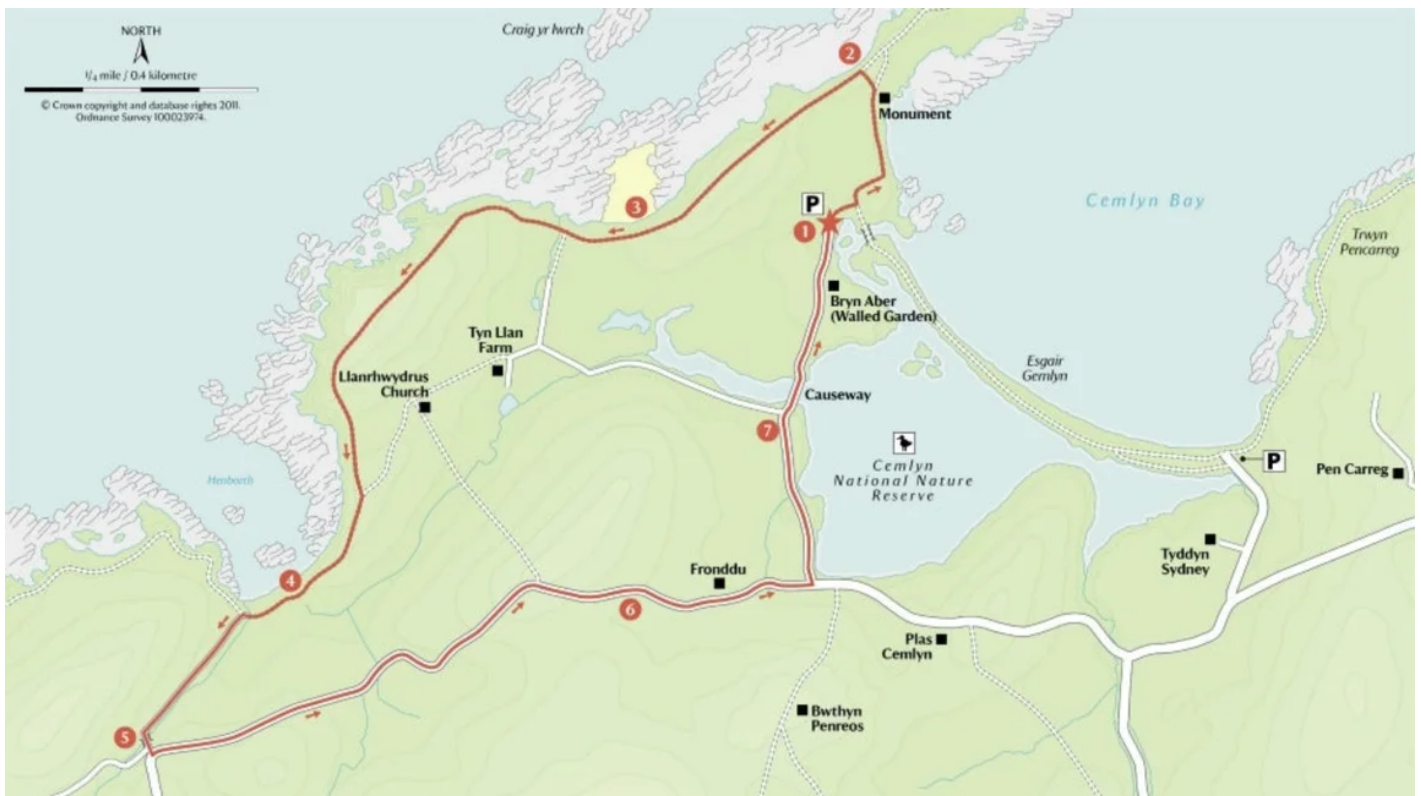 NORTH
1/4 mile / 0.4 kilometre
© Crown copyright and database rights 2011.
Ordnance Survey 100023974.
Craig yr Iwrch
2
Monument
3
P
1
Cemlyn Bay
Trwyn
Pencarreg
Bryn Aber
(Walled Garden)
Tyn Llan
Farm
Llanrhwydrus
Church
Esgair
Gemlyn
Causeway
7
Cemlyn
National Nature
Reserve
P
Pen Carreg
Henborth
4
Fronddu
6
Tyddyn
Sydney
Plas
Cemlyn
5
Bwthyn
Penreos